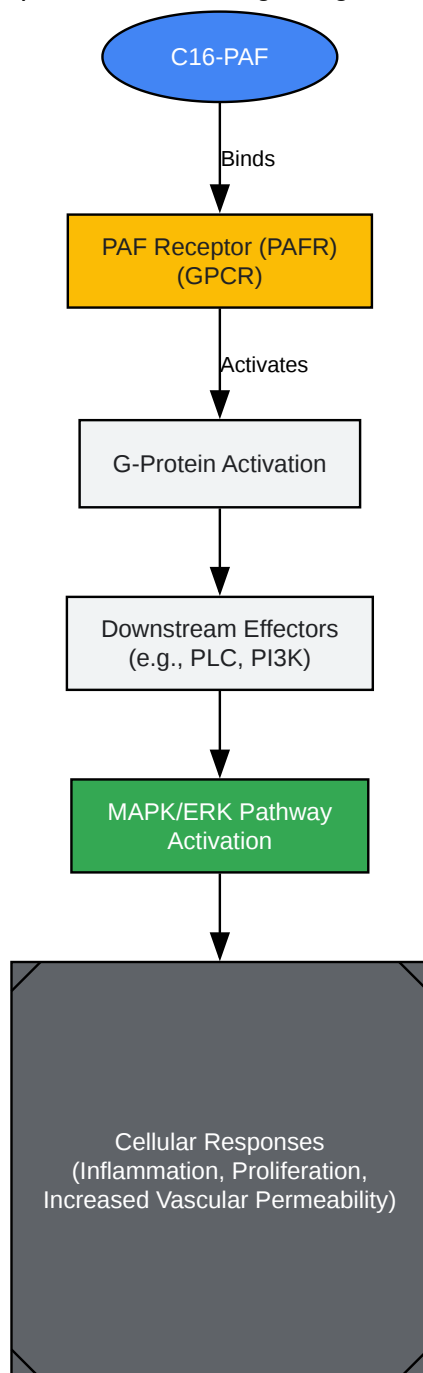 C16-PAF
Binds
PAF Receptor (PAFR)
(GPCR)
Activates
G-Protein Activation
Downstream Effectors
(e.g., PLC, PI3K)
MAPK/ERK Pathway
Activation
Cellular Responses
(Inflammation, Proliferation,
Increased Vascular Permeability)